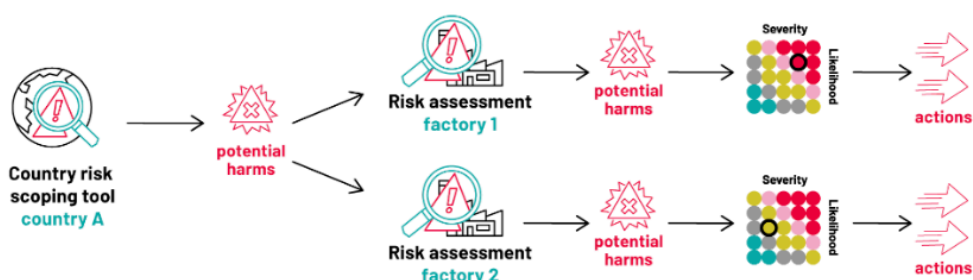 Country risk
scoping tool
country A
potential
harms
Risk assessment
factory 1
potential
harms
Severity
Likelihood
actions
Risk assessment
factory 2
potential
harms
Severity
Likelihood
actions